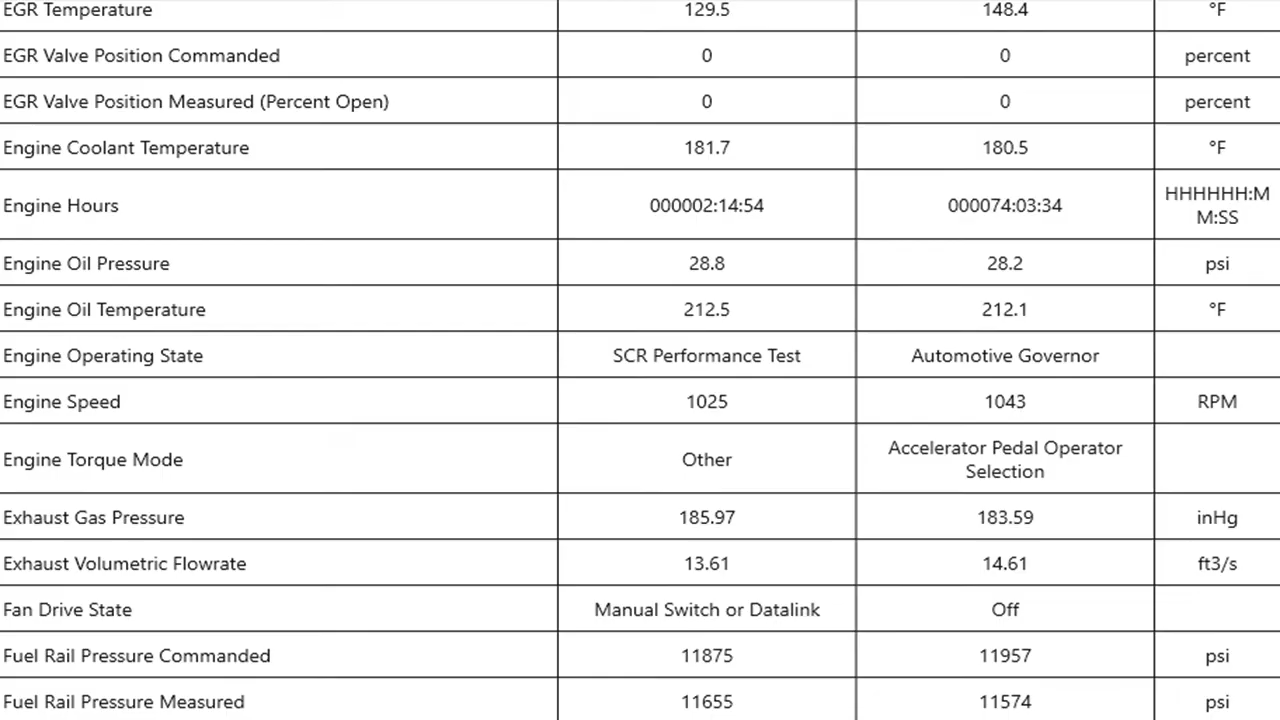 EGR Temperature 129.5 148.4 °F
EGR Valve Position Commanded 0 0 percent
EGR Valve Position Measured (Percent Open) 0 0 percent
Engine Coolant Temperature 181.7 180.5 °F
Engine Hours 000002:14:54 000074:03:34 HHHHHH:M
M:SS
Engine Oil Pressure 28.8 28.2 psi
Engine Oil Temperature 212.5 212.1 °F
Engine Operating State SCR Performance Test Automotive Governor
Engine Speed 1025 1043 RPM
Engine Torque Mode Other Accelerator Pedal Operator
Selection
Exhaust Gas Pressure 185.97 183.59 inHg
Exhaust Volumetric Flowrate 13.61 14.61 ft3/s
Fan Drive State Manual Switch or Datalink Off
Fuel Rail Pressure Commanded 11875 11957 psi
Fuel Rail Pressure Measured 11655 11574 psi